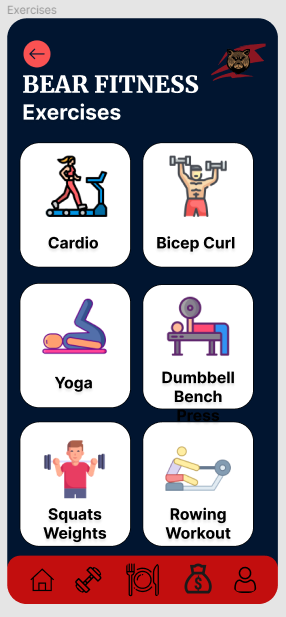 Exercises
BEAR FITNESS
Exercises
Cardio
Bicep Curl
Yoga
Dumbbell
Bench
Press
Squats
Weights
Rowing
Workout
$